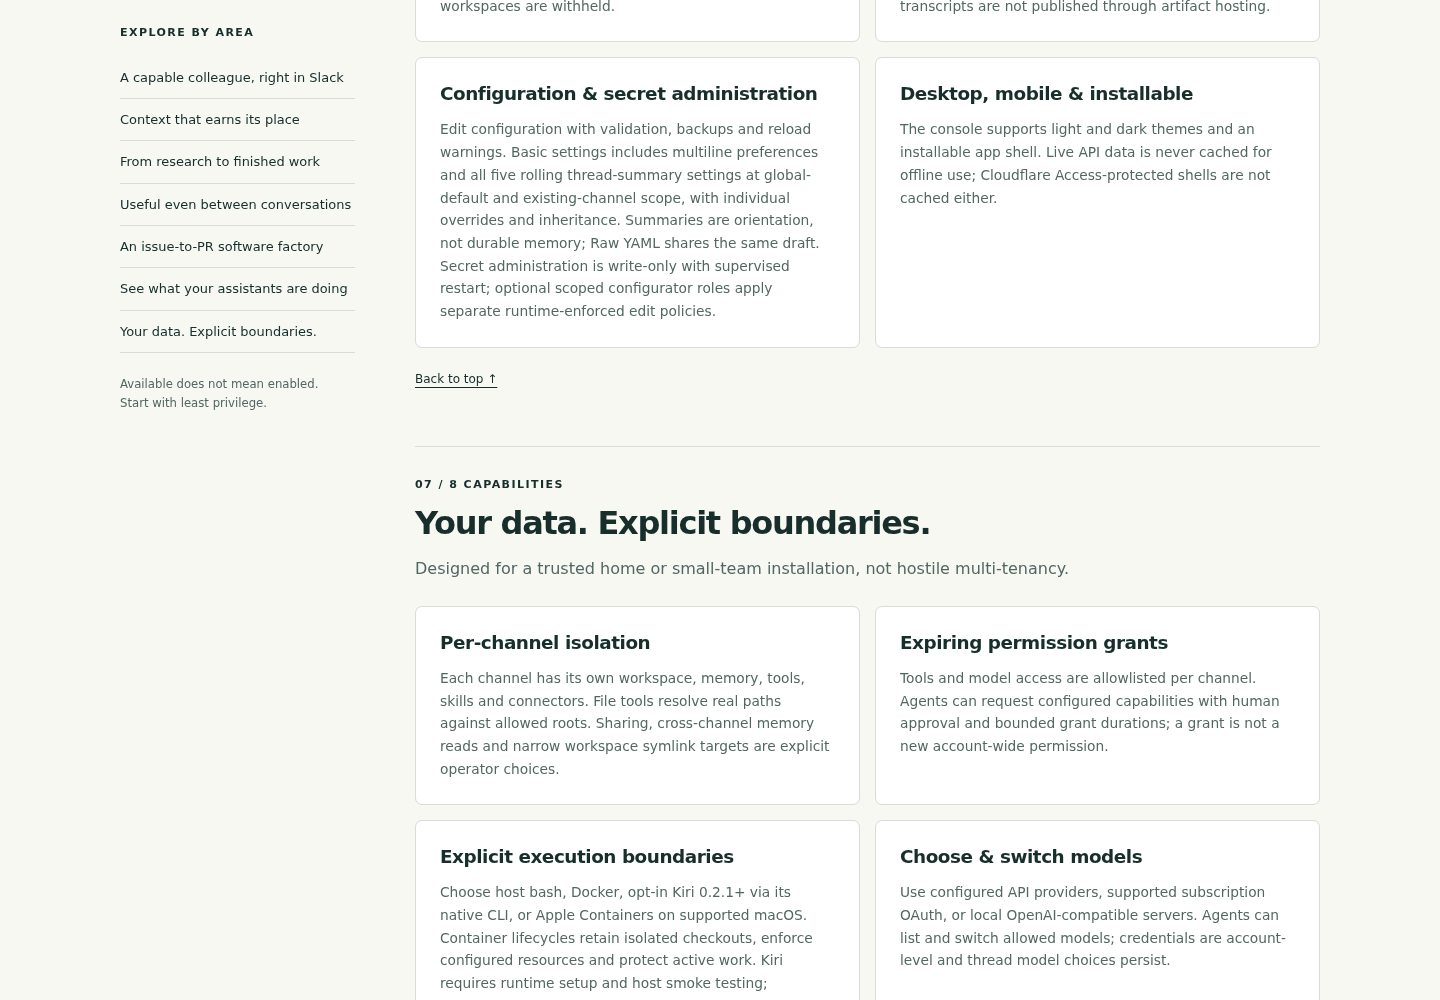 EXPLORE BY AREA
A capable colleague, right in Slack
Context that earns its place
From research to finished work
Useful even between conversations
An issue-to-PR software factory
See what your assistants are doing
Your data. Explicit boundaries.
Available does not mean enabled.
Start with least privilege.
workspaces are withheld.
transcripts are not published through artifact hosting.
Configuration & secret administration
Edit configuration with validation, backups and reload
warnings. Basic settings includes multiline preferences
and all five rolling thread-summary settings at global-
default and existing-channel scope, with individual
overrides and inheritance. Summaries are orientation,
not durable memory; Raw YAML shares the same draft.
Secret administration is write-only with supervised
restart; optional scoped configurator roles apply
separate runtime-enforced edit policies.
Desktop, mobile & installable
The console supports light and dark themes and an
installable app shell. Live API data is never cached for
offline use; Cloudflare Access-protected shells are not
cached either.
Back to top ↑
07 / 8 CAPABILITIES
Your data. Explicit boundaries.
Designed for a trusted home or small-team installation, not hostile multi-tenancy.
Per-channel isolation
Each channel has its own workspace, memory, tools,
skills and connectors. File tools resolve real paths
against allowed roots. Sharing, cross-channel memory
reads and narrow workspace symlink targets are explicit
operator choices.
Expiring permission grants
Tools and model access are allowlisted per channel.
Agents can request configured capabilities with human
approval and bounded grant durations; a grant is not a
new account-wide permission.
Explicit execution boundaries
Choose host bash, Docker, opt-in Kiri 0.2.1+ via its
native CLI, or Apple Containers on supported macOS.
Container lifecycles retain isolated checkouts, enforce
configured resources and protect active work. Kiri
requires runtime setup and host smoke testing;
Choose & switch models
Use configured API providers, supported subscription
OAuth, or local OpenAI-compatible servers. Agents can
list and switch allowed models; credentials are account-
level and thread model choices persist.